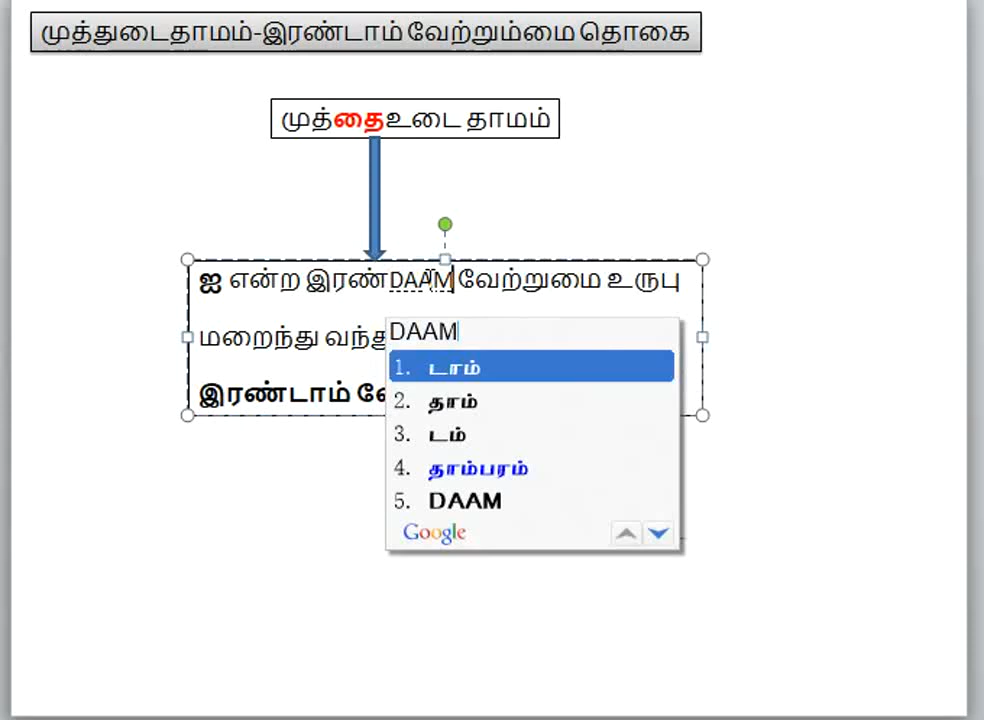 முத்துடைதாமம்-இரண்டாம் வேற்றும்மை தொகை
முத்தைஉடை தாமம்
ஐ என்ற இரண்DAAM வேற்றுமை உருபு
மறைந்து வந்த
இரண்டாம் வே
DAAM
1. டாம்
2. தாம்
3. டம்
4. தாம்பரம்
5. DAAM
Google